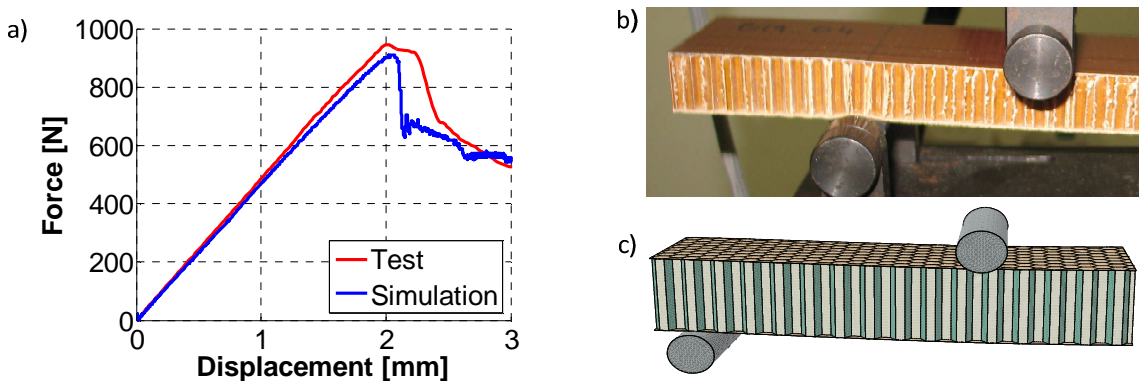 a)
1000
800
600
400
200
0
Force [N]
0 1 2 3
Displacement [mm]
Test
Simulation
b)
c)